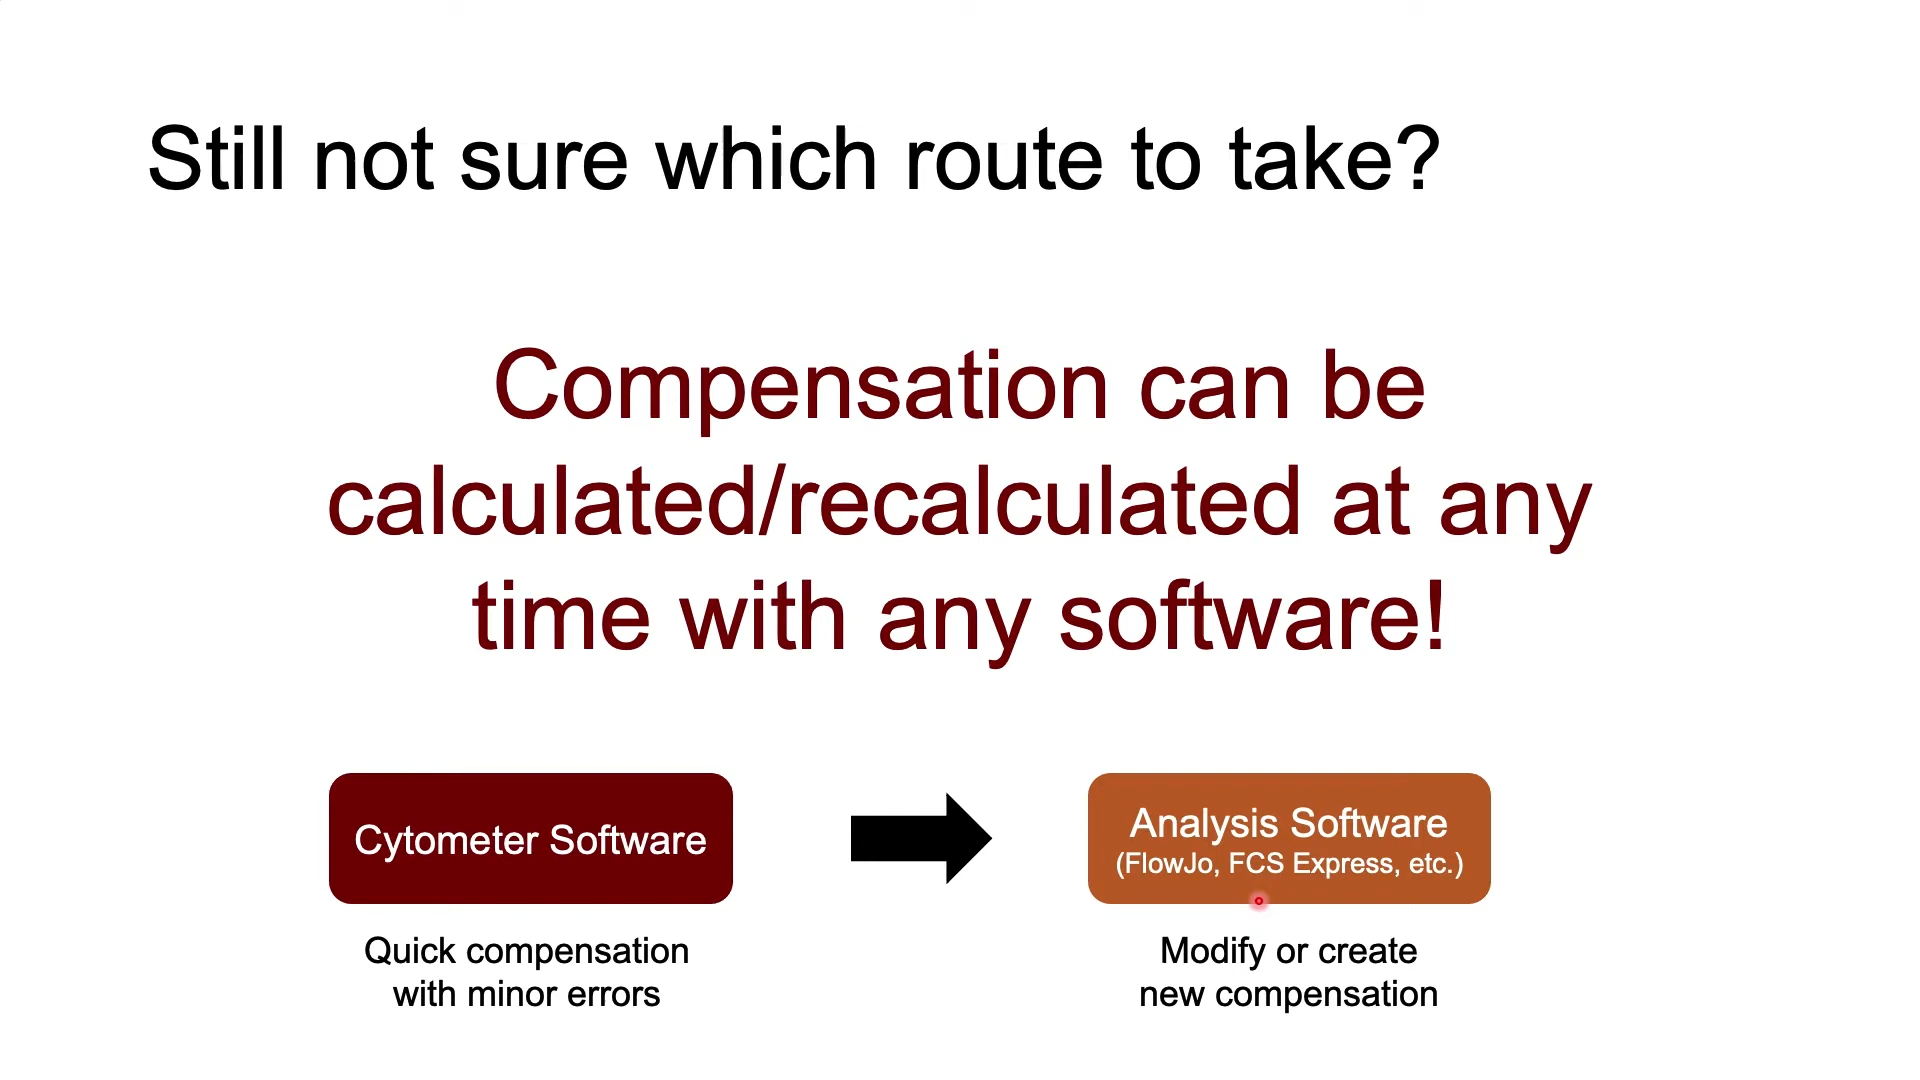 Still not sure which route to take?
Compensation can be
calculated/recalculated at any
time with any software!
Cytometer Software
Analysis Software
(FlowJo, FCS Express, etc.)
Quick compensation
with minor errors
Modify or create
new compensation